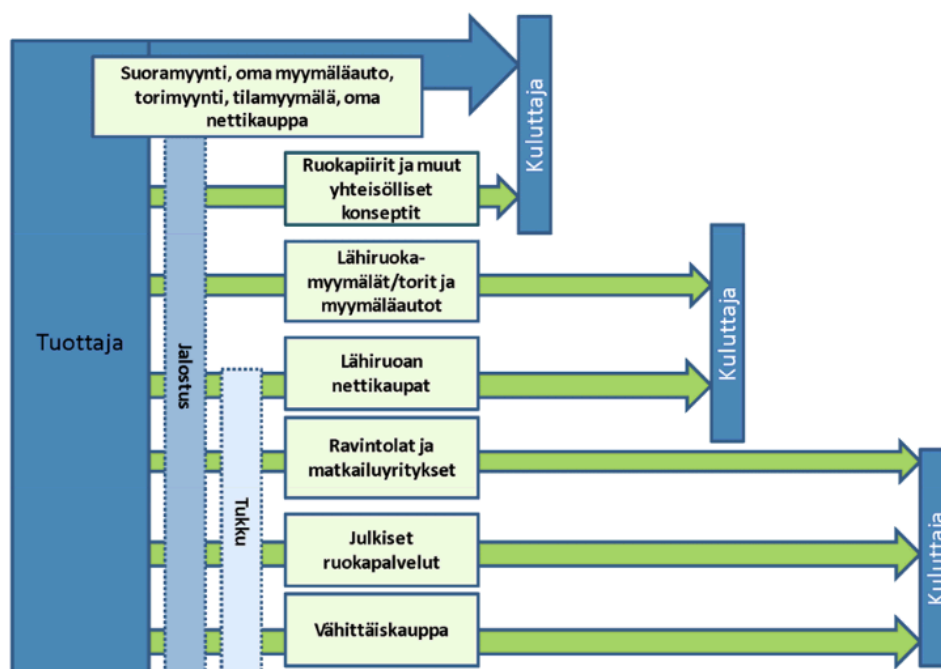 Suoramyynti, oma myymäläauto,
torimyynti, tilamyymälä, oma
nettikauppa
Kuluttaja
Ruokapiirit ja muut
yhteisölliset
konseptit
Lähiruoka-
myymälät/torit ja
myymäläautot
Kuluttaja
Tuottaja
Jalostus
Lähiruoan
nettikaupat
Ravintolat ja
matkailuyritykset
Tukku
Julkiset
ruokapalvelut
Kuluttaja
Vähittäiskauppa